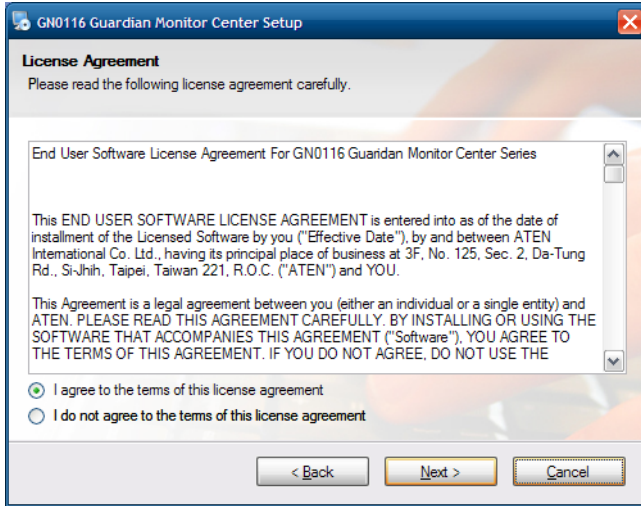 GN0116 Guardian Monitor Center Setup
License Agreement
Please read the following license agreement carefully.
End User Software License Agreement For GN0116 Guaridan Monitor Center Series
This END USER SOFTWARE LICENSE AGREEMENT is entered into as of the date of
installment of the Licensed Software by you ("Effective Date"), by and between ATEN
International Co. Ltd., having its principal place of business at 3F, No. 125, Sec. 2, Da-Tung
Rd., Si-Jhih, Taipei, Taiwan 221, R.O.C. ("ATEN") and YOU.
This Agreement is a legal agreement between you (either an individual or a single entity) and
ATEN. PLEASE READ THIS AGREEMENT CAREFULLY. BY INSTALLING OR USING THE
SOFTWARE THAT ACCOMPANIES THIS AGREEMENT ("Software"), YOU AGREE TO
THE TERMS OF THIS AGREEMENT. IF YOU DO NOT AGREE, DO NOT USE THE
I agree to the terms of this license agreement
I do not agree to the terms of this license agreement
< Back Next > Cancel